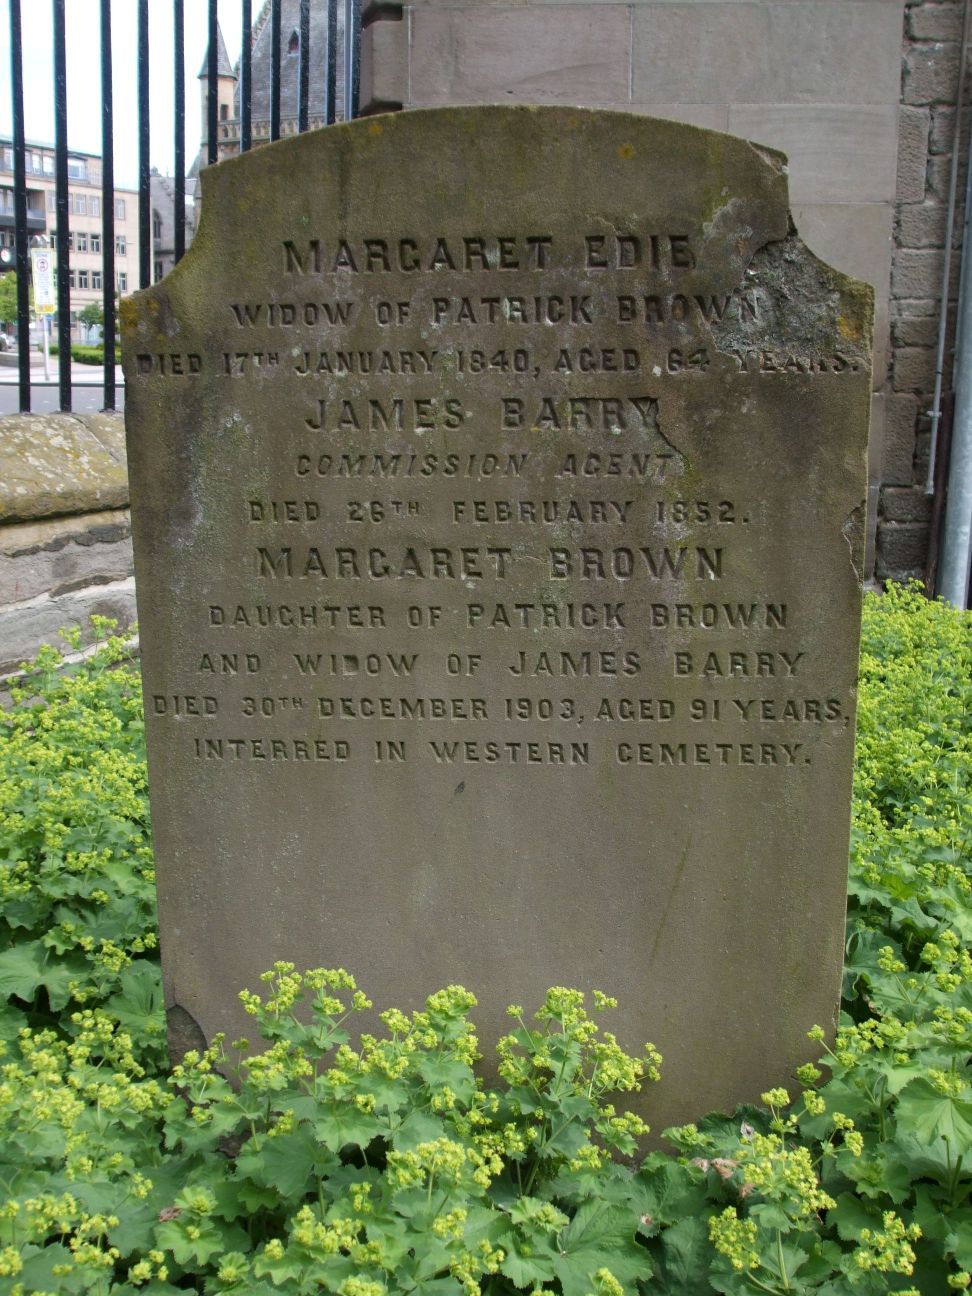 MARGARET EDIE
WIDOW OF PATRICK BROWN
DIED 17TH JANUARY 1840, AGED 64 YEARS.
JAMES BARRY
COMMISSION AGENT
DIED 26TH FEBRUARY 1852.
MARGARET BROWN
DAUGHTER OF PATRICK BROWN
AND WIDOW OF JAMES BARRY
DIED 30TH DECEMBER 1903, AGED 91 YEARS,
INTERRED IN WESTERN CEMETERY.